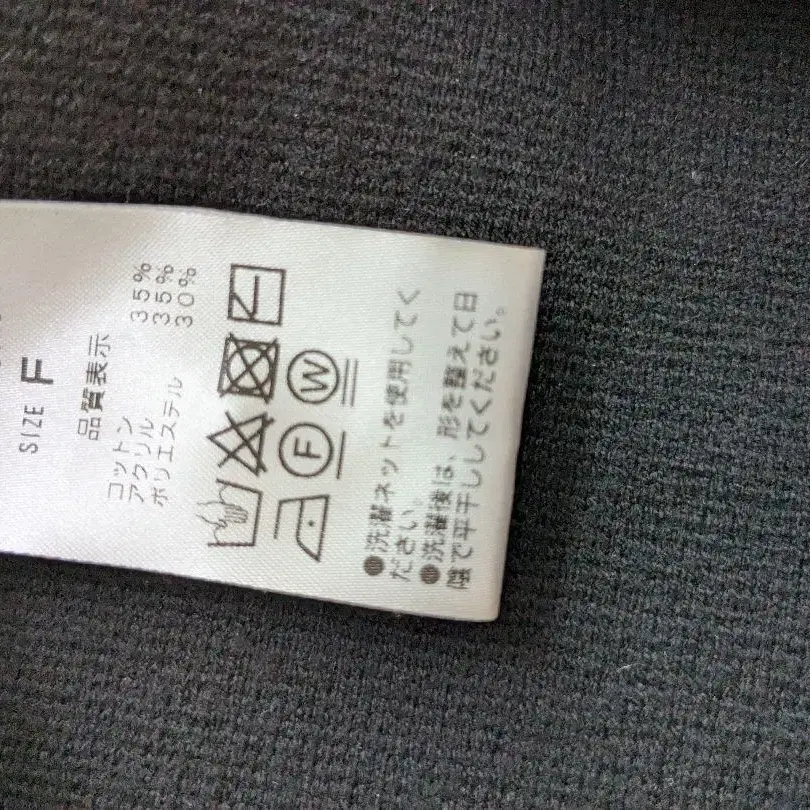 SIZE F
品質表示
コットン 35%
アクリル 35%
ポリエステル 30%
F W
●洗濯ネットを使用してく
ださい。
●洗濯後は、形を整えて日
陰で平干ししてください。